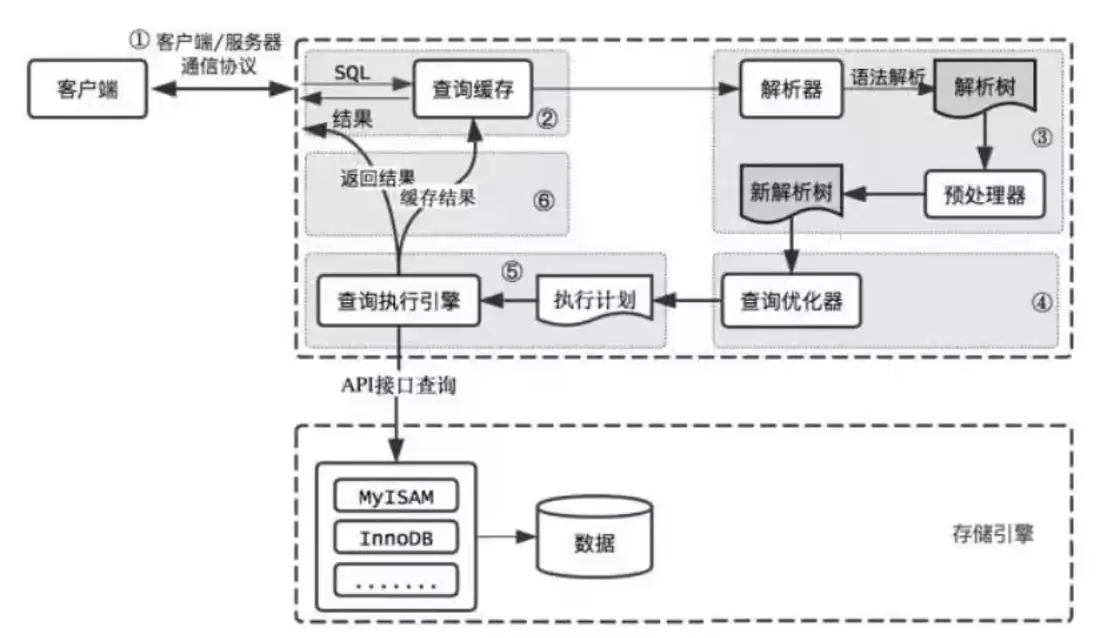 ① 客户端/服务器
通信协议
客户端
SQL
查询缓存
结果
②
解析器
语法解析
解析树
③
返回结果
缓存结果
⑥
新解析树
预处理器
查询执行引擎
⑤
执行计划
查询优化器
④
API接口查询
MyISAM
InnoDB
.......
数据
存储引擎